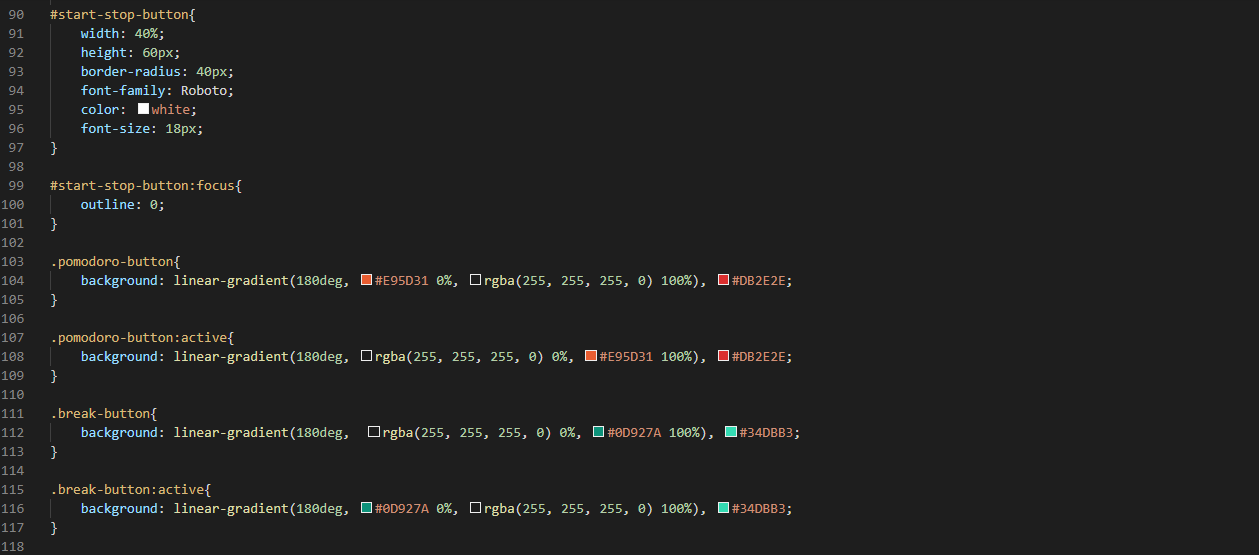 90 #start-stop-button{
91 width: 40%;
92 height: 60px;
93 border-radius: 40px;
94 font-family: Roboto;
95 color: white;
96 font-size: 18px;
97 }
98
99 #start-stop-button:focus{
100 outline: 0;
101 }
102
103 .pomodoro-button{
104 background: linear-gradient(180deg, #E95D31 0%, rgba(255, 255, 255, 0) 100%), #DB2E2E;
105 }
106
107 .pomodoro-button:active{
108 background: linear-gradient(180deg, rgba(255, 255, 255, 0) 0%, #E95D31 100%), #DB2E2E;
109 }
110
111 .break-button{
112 background: linear-gradient(180deg, rgba(255, 255, 255, 0) 0%, #0D927A 100%), #34DBB3;
113 }
114
115 .break-button:active{
116 background: linear-gradient(180deg, #0D927A 0%, rgba(255, 255, 255, 0) 100%), #34DBB3;
117 }
118